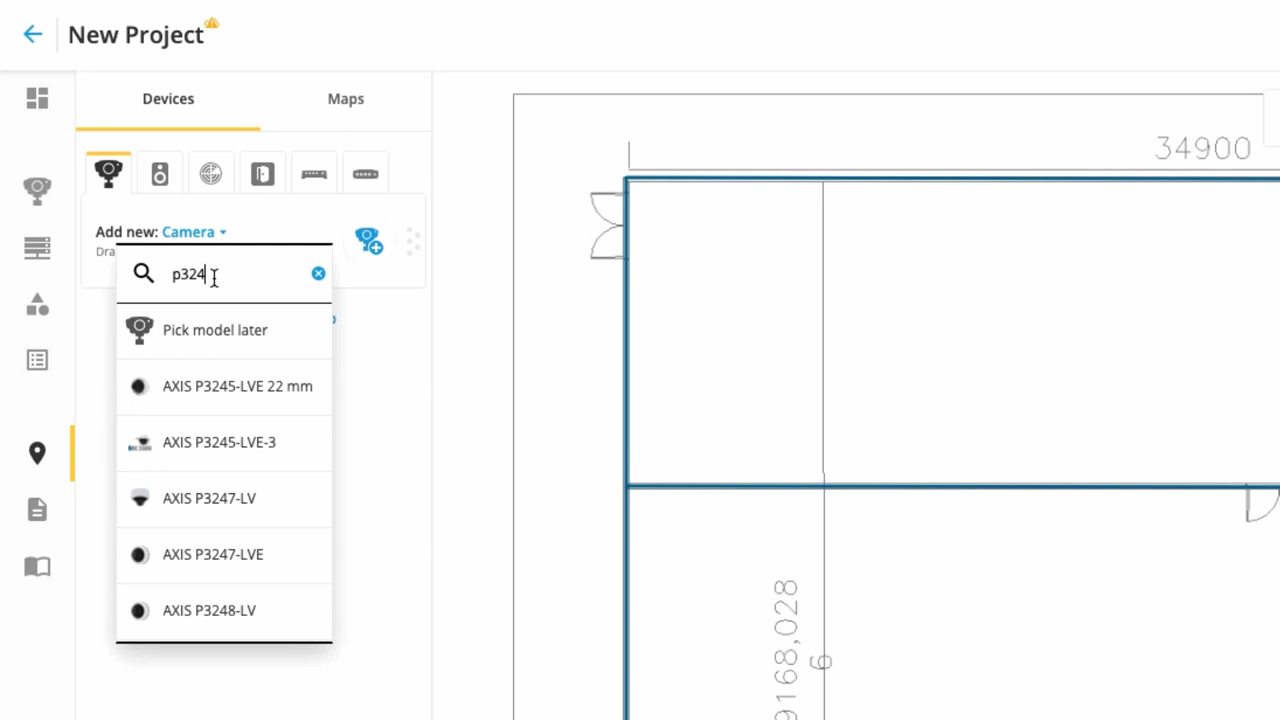 New Project
Devices
Maps
34900
Add new: Camera
Dra
p324
Pick model later
AXIS P3245-LVE 22 mm
AXIS P3245-LVE-3
AXIS P3247-LV
AXIS P3247-LVE
AXIS P3248-LV
9168,028
6